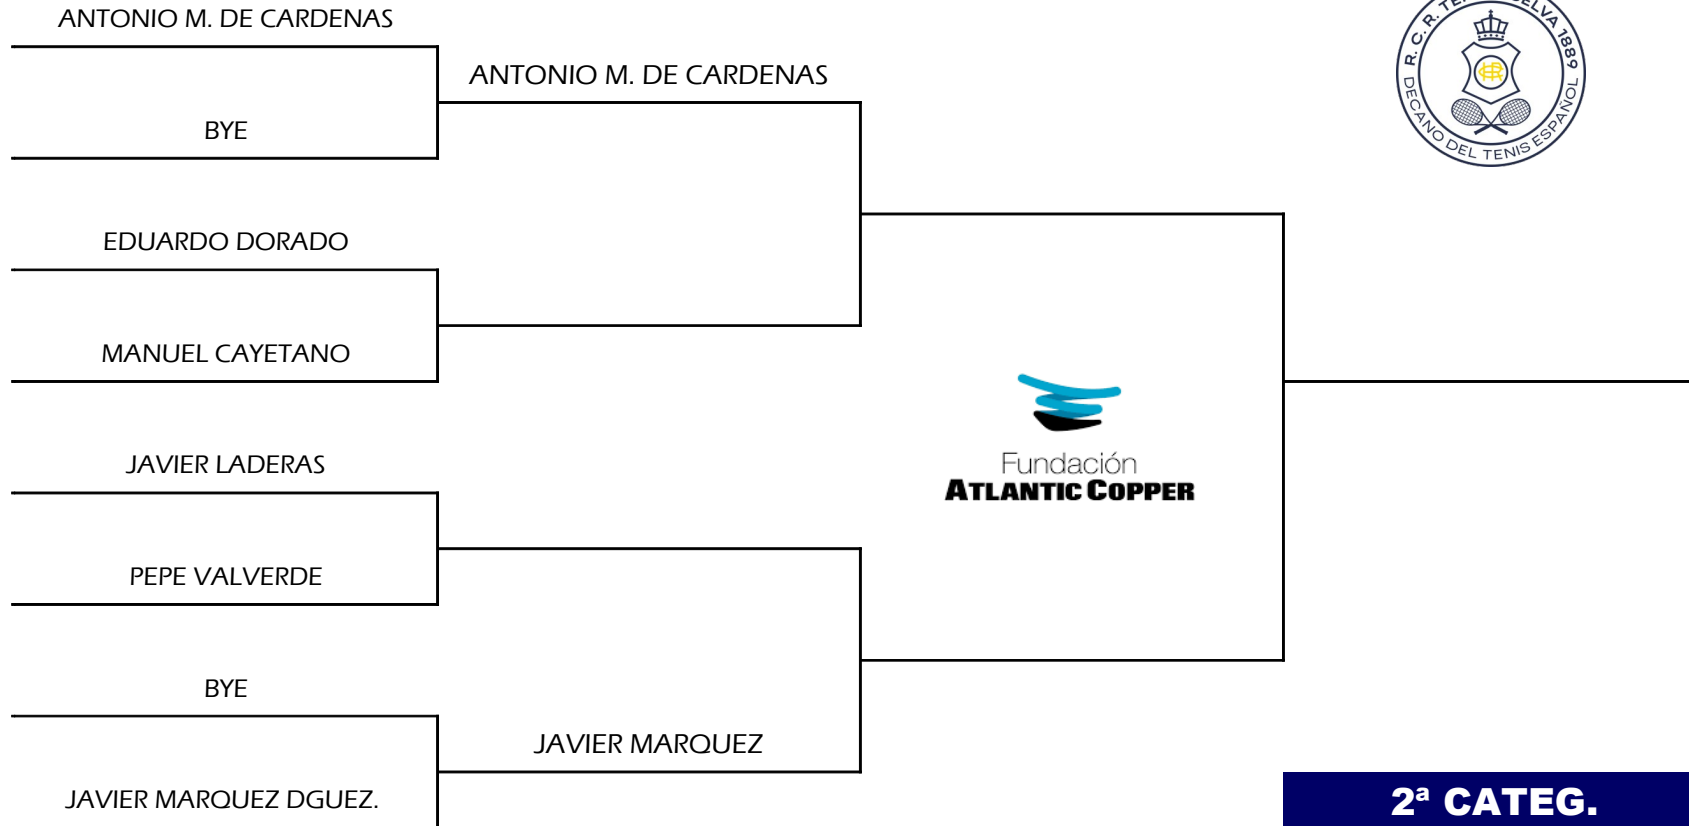 ANTONIO M. DE CARDENAS
ANTONIO M. DE CARDENAS
BYE
EDUARDO DORADO
MANUEL CAYETANO
JAVIER LADERAS
PEPE VALVERDE
BYE
JAVIER MARQUEZ
JAVIER MARQUEZ DGUEZ.
R. C. R.
1889
DECANO DEL TENIS ESPAÑOL
Fundación
ATLANTIC COPPER
2ª CATEG.